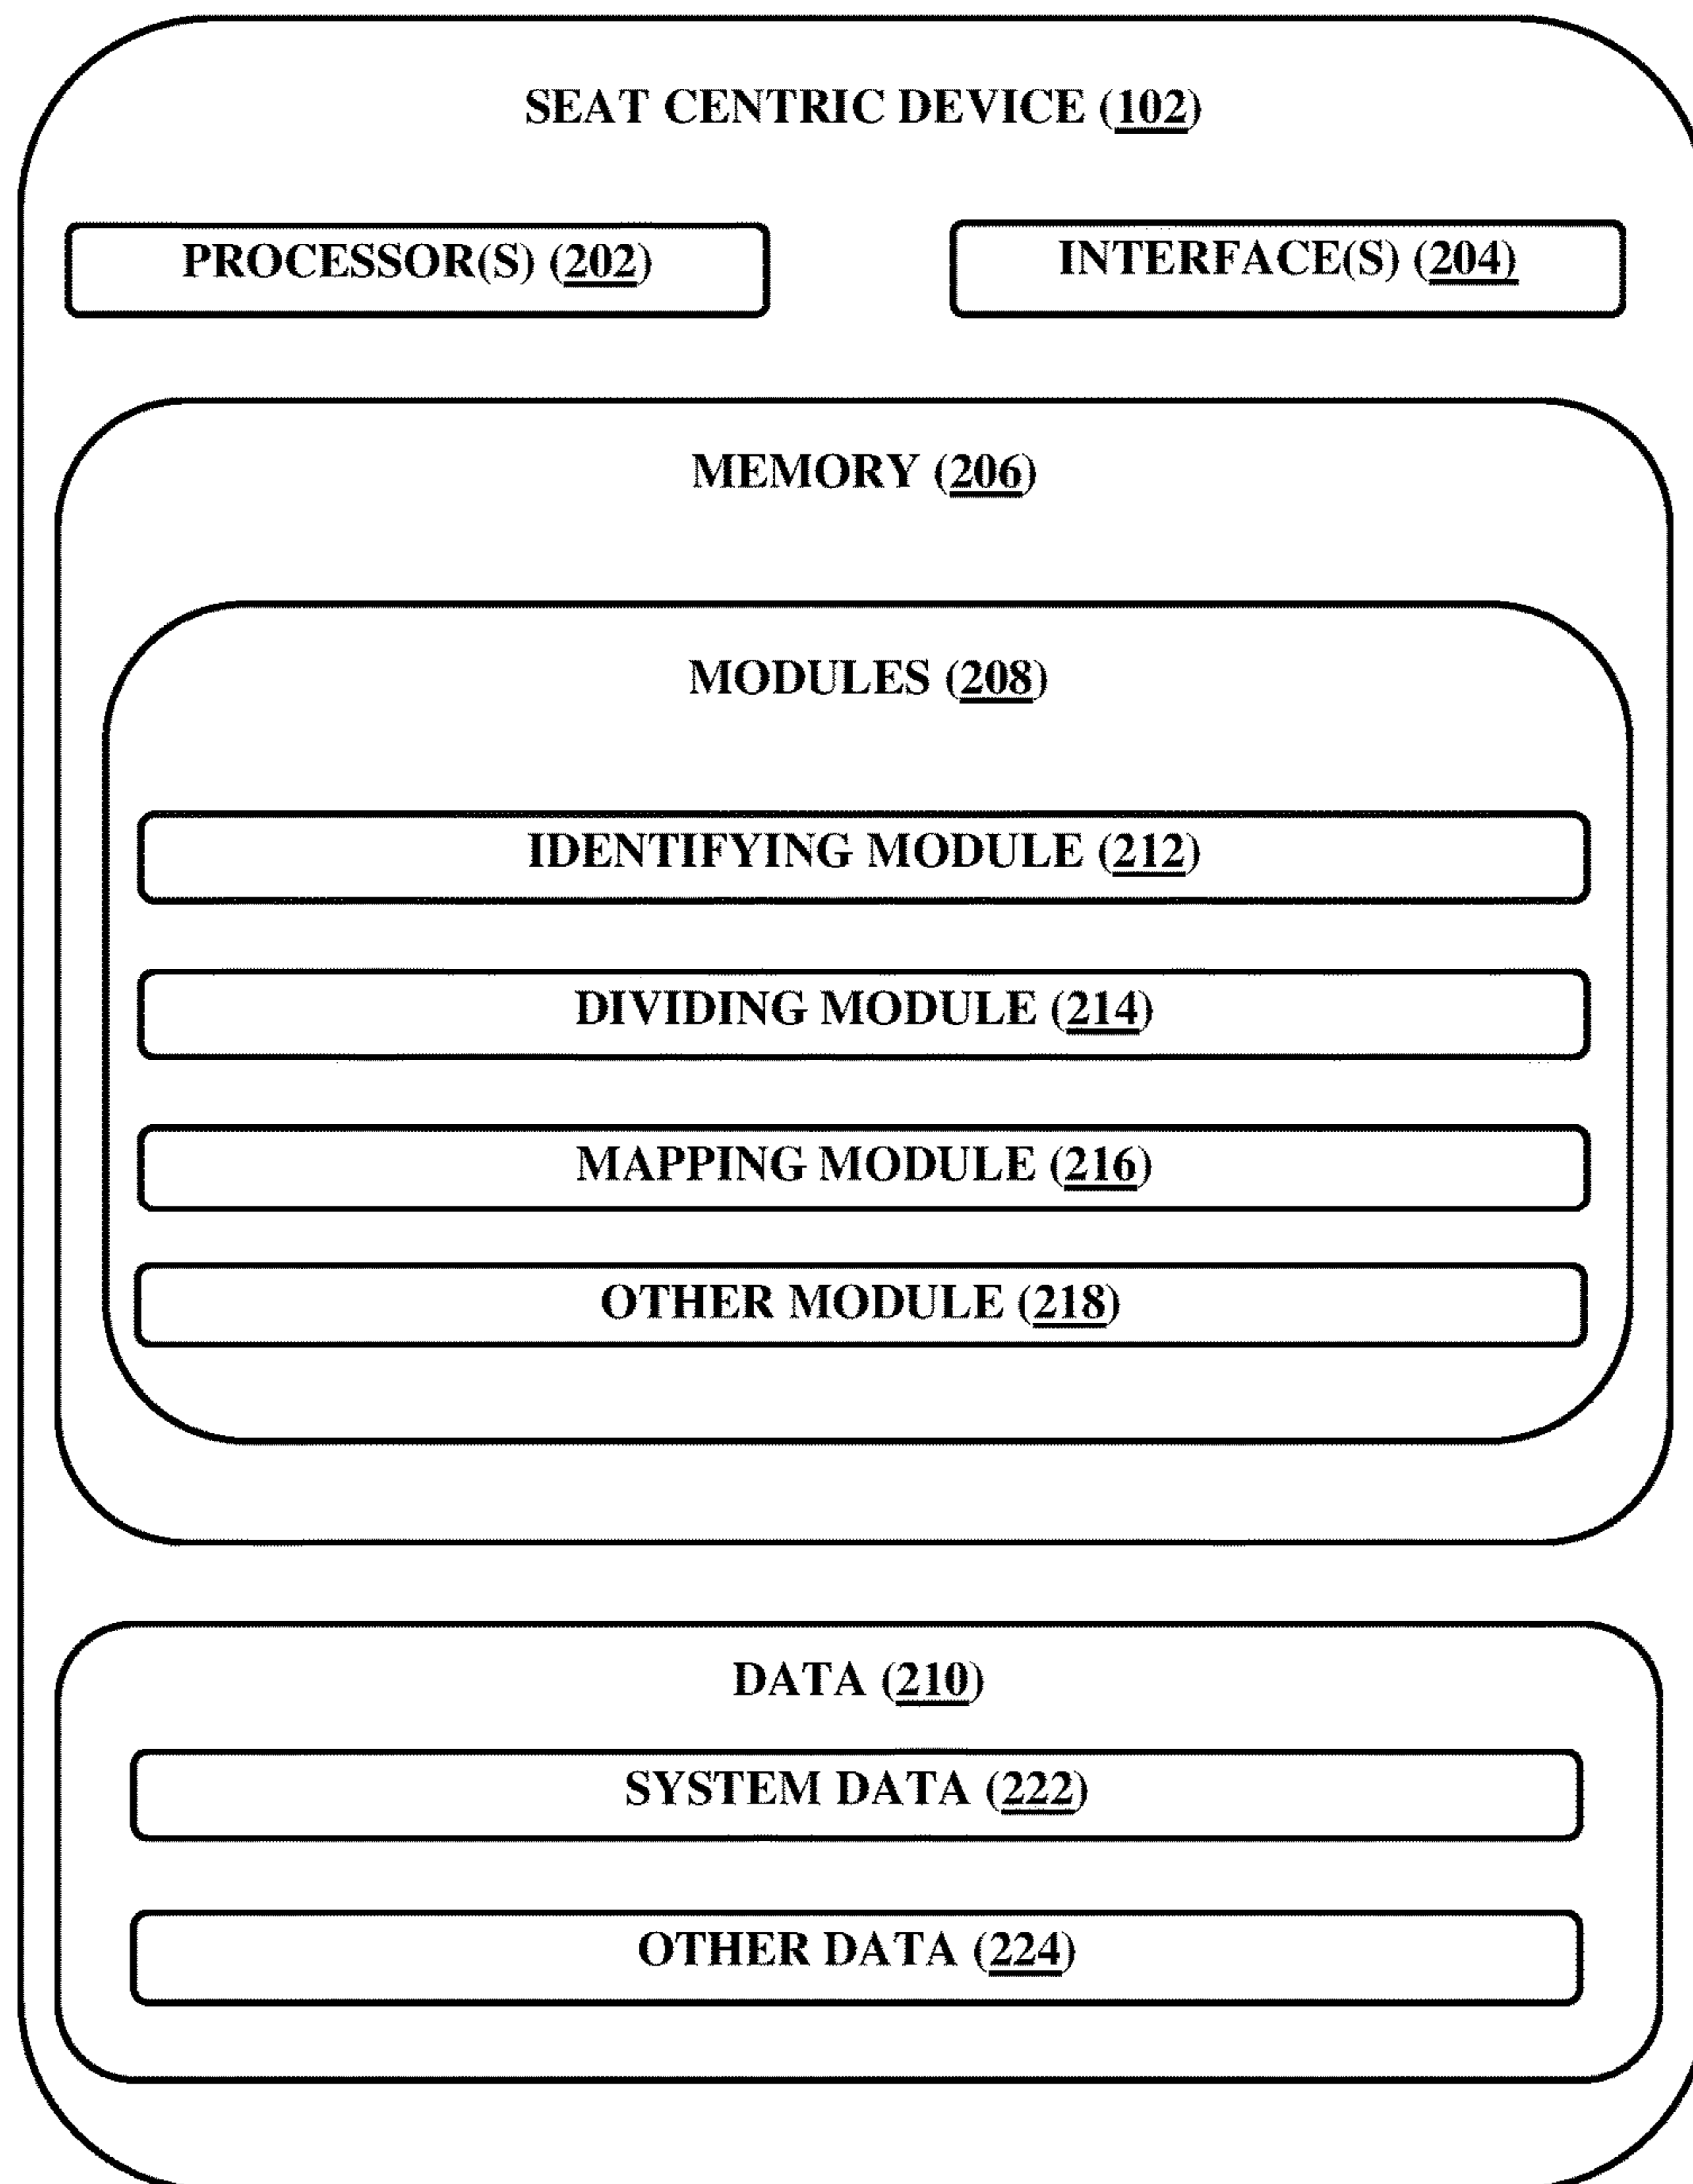 SEAT CENTRIC DEVICE (102)
PROCESSOR(S) (202)
INTERFACE(S) (204)
MEMORY (206)
MODULES (208)
IDENTIFYING MODULE (212)
DIVIDING MODULE (214)
MAPPING MODULE (216)
OTHER MODULE (218)
DATA (210)
SYSTEM DATA (222)
OTHER DATA (224)